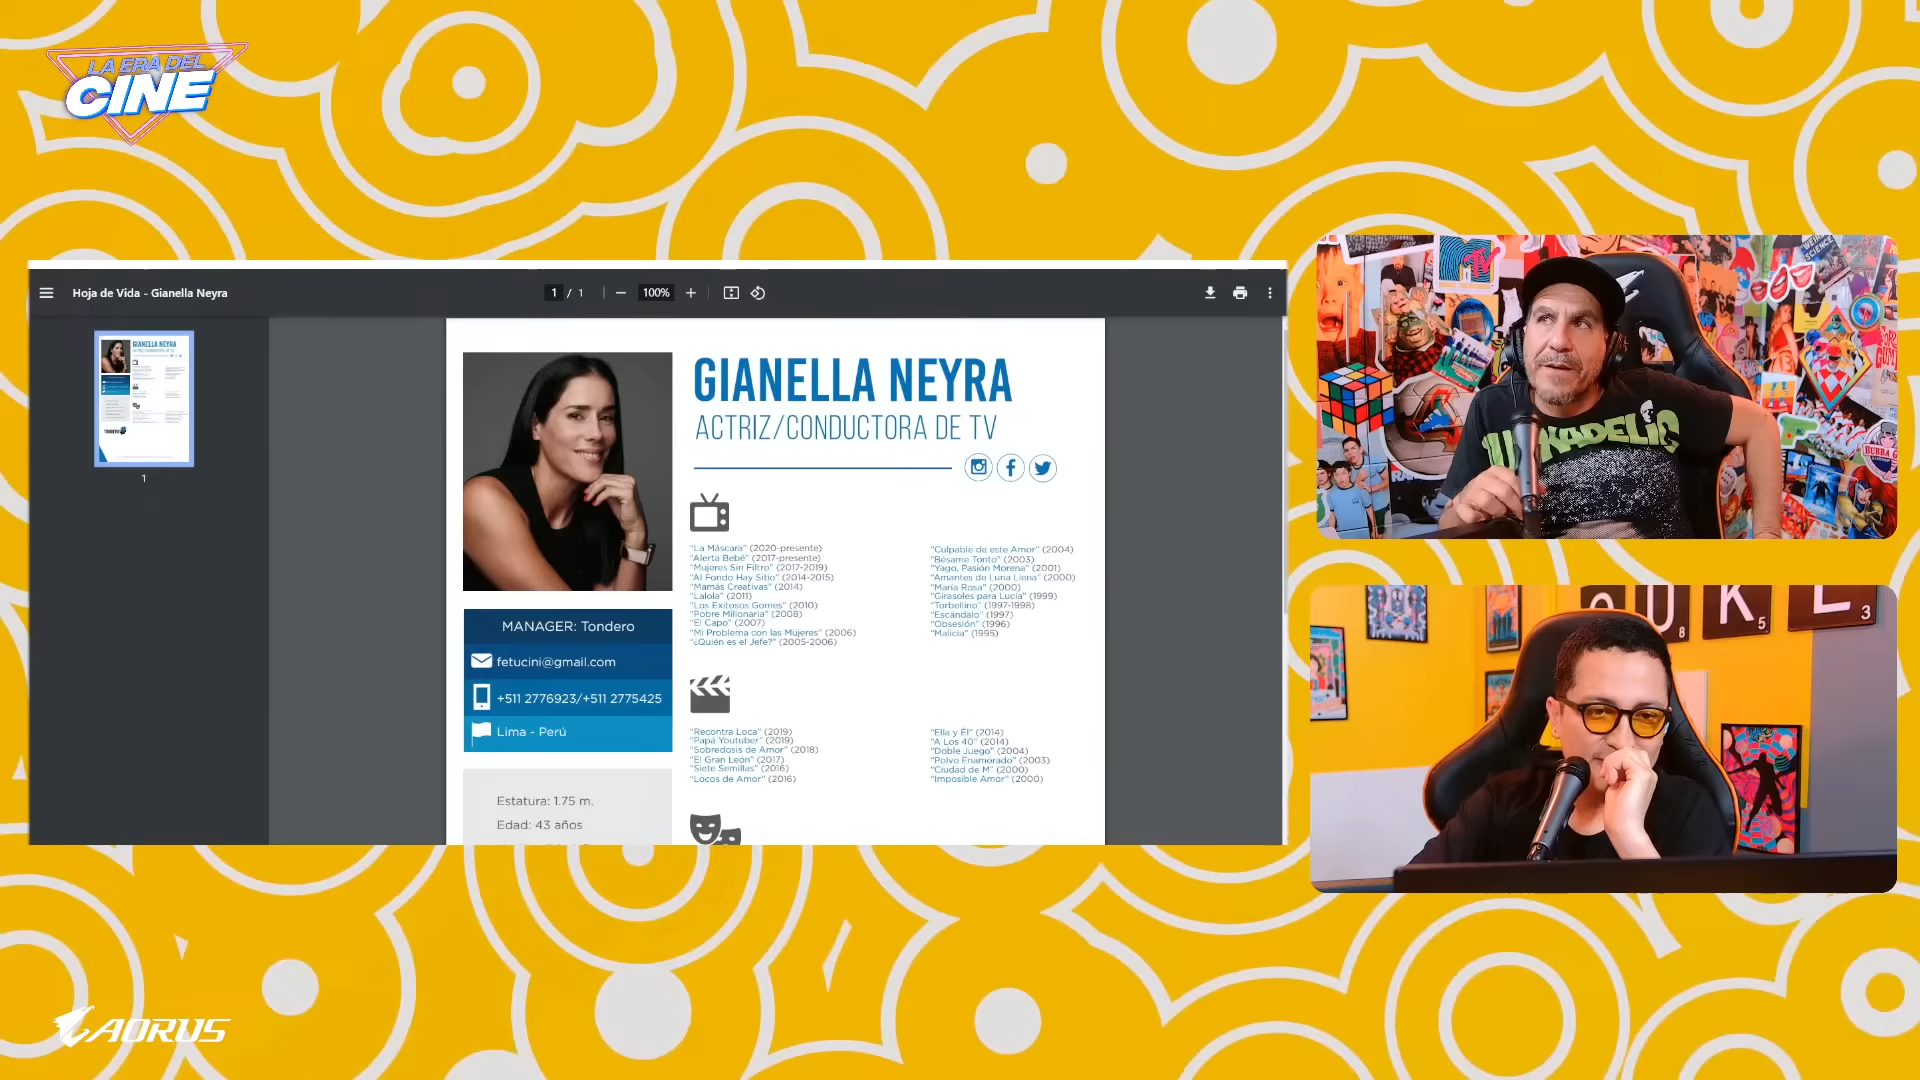 LA ERA DEL
CINE
Hoja de Vida - Gianella Neyra
1 / 1
100%
1
GIANELLA NEYRA
ACTRIZ/CONDUCTORA DE TV
MANAGER: Tondero
fetucini@gmail.com
+511 2776923/+511 2775425
Lima - Perú
Estatura: 1.75 m.
Edad: 43 años
"La Máscara" (2020-presente)
"Alerta Bebé" (2017-presente)
"Mujeres Sin Filtro" (2017-2019)
"Al Fondo Hay Sitio" (2014-2015)
"Mamás Creativas" (2014)
"Lalola" (2011)
"Los Exitosos Gomes" (2010)
"Pobre Millonaria" (2008)
"El Capo" (2007)
"Mi Problema con las Mujeres" (2006)
"¿Quién es el Jefe?" (2005-2006)
"Culpable de este Amor" (2004)
"Bésame Tonto" (2003)
"Yago, Pasión Morena" (2001)
"Amantes de Luna Llena" (2000)
"María Rosa" (2000)
"Girasoles para Lucía" (1999)
"Torbellino" (1997-1998)
"Escándalo" (1997)
"Obsesión" (1996)
"Malicia" (1995)
"Recontra Loca" (2019)
"Papá Youtuber" (2019)
"Sobredosis de Amor" (2018)
"El Gran León" (2017)
"Siete Semillas" (2016)
"Locos de Amor" (2016)
"Ella y Él" (2014)
"A Los 40" (2014)
"Doble Juego" (2004)
"Polvo Enamorado" (2003)
"Ciudad de M" (2000)
"Imposible Amor" (2000)
MTV
WEIRD
SCIENCE
BUBBA G
8
K
5
3
AORUS